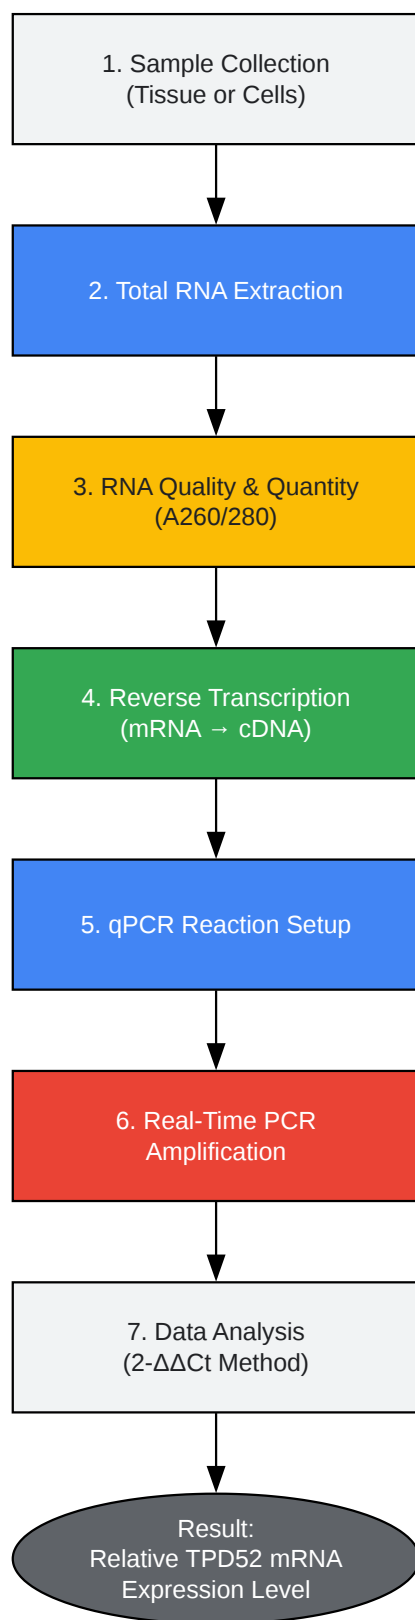 1. Sample Collection
(Tissue or Cells)
2. Total RNA Extraction
3. RNA Quality & Quantity
(A260/280)
4. Reverse Transcription
(mRNA → cDNA)
5. qPCR Reaction Setup
6. Real-Time PCR
Amplification
7. Data Analysis
(2-ΔΔCt Method)
Result:
Relative TPD52 mRNA
Expression Level